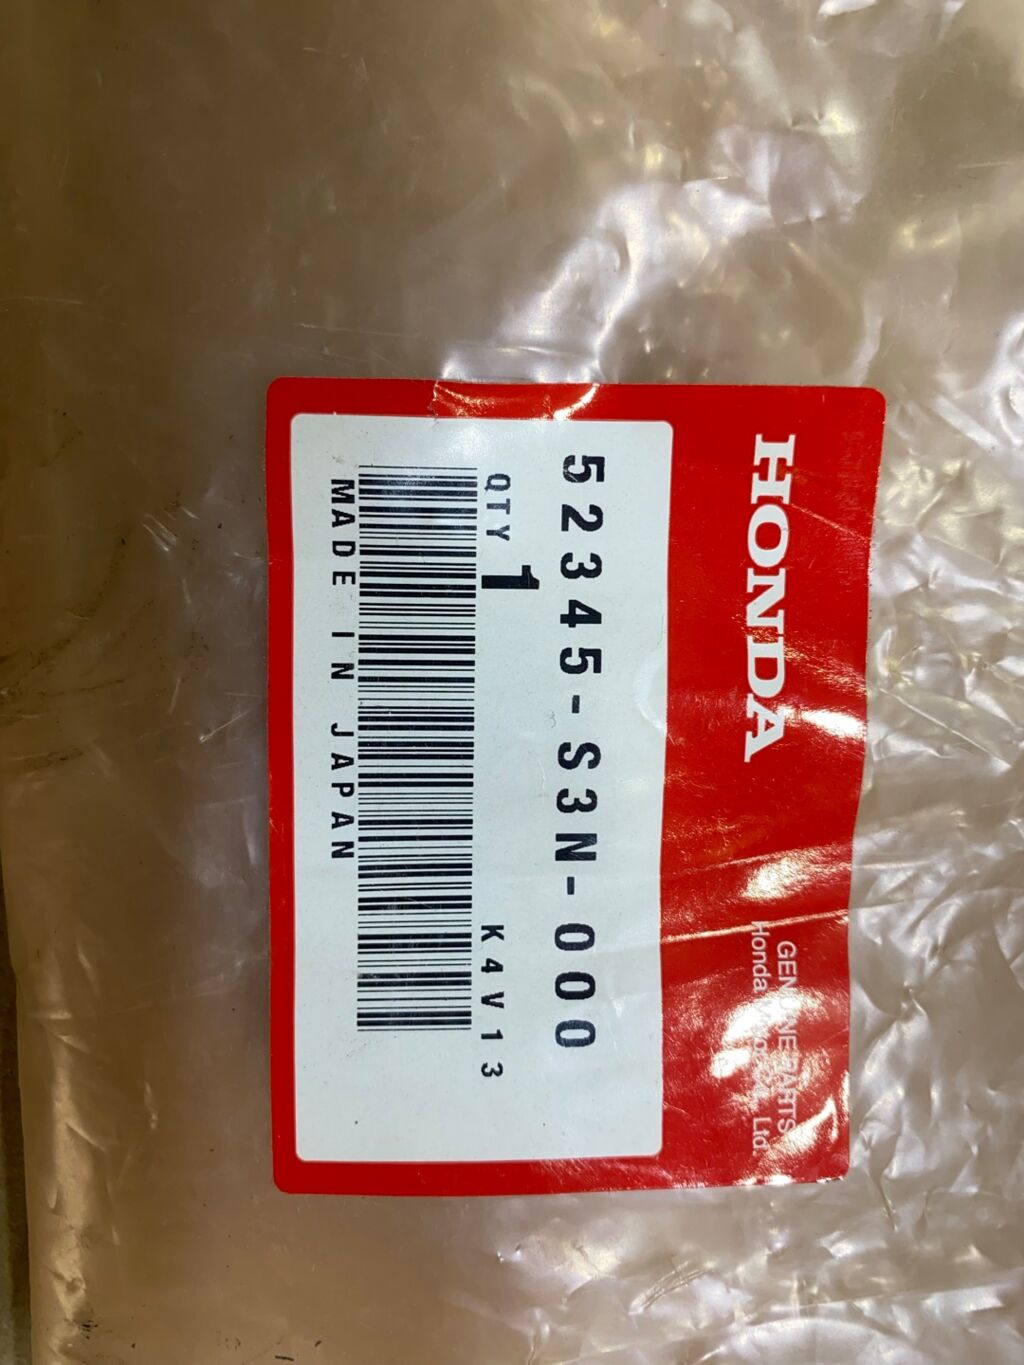 HONDA
GENUINE PARTS
Honda Motor Co., Ltd.
52345-S3N-000
QTY 1 K4V13
MADE IN JAPAN